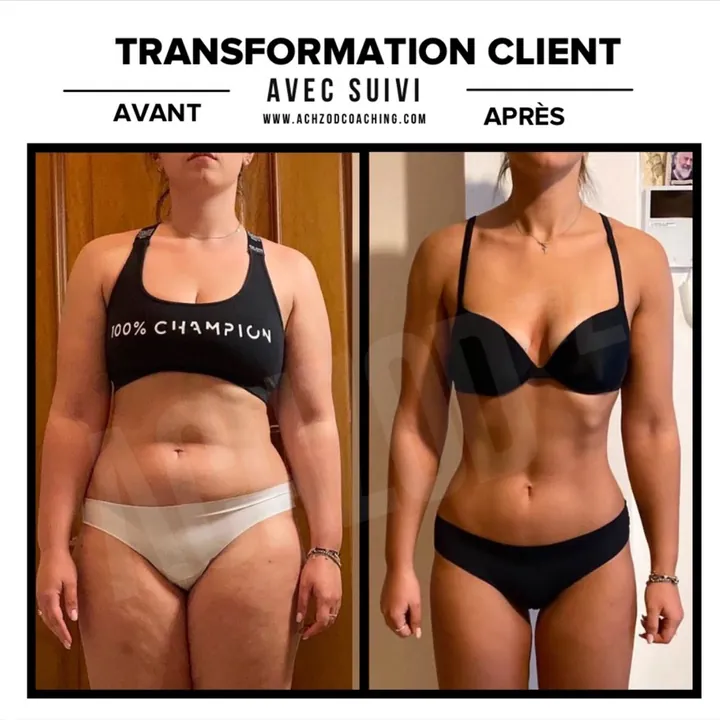 TRANSFORMATION CLIENT
AVEC SUIVI
AVANT
WWW.ACHZODCOACHING.COM
APRÈS
100% CHAMPION